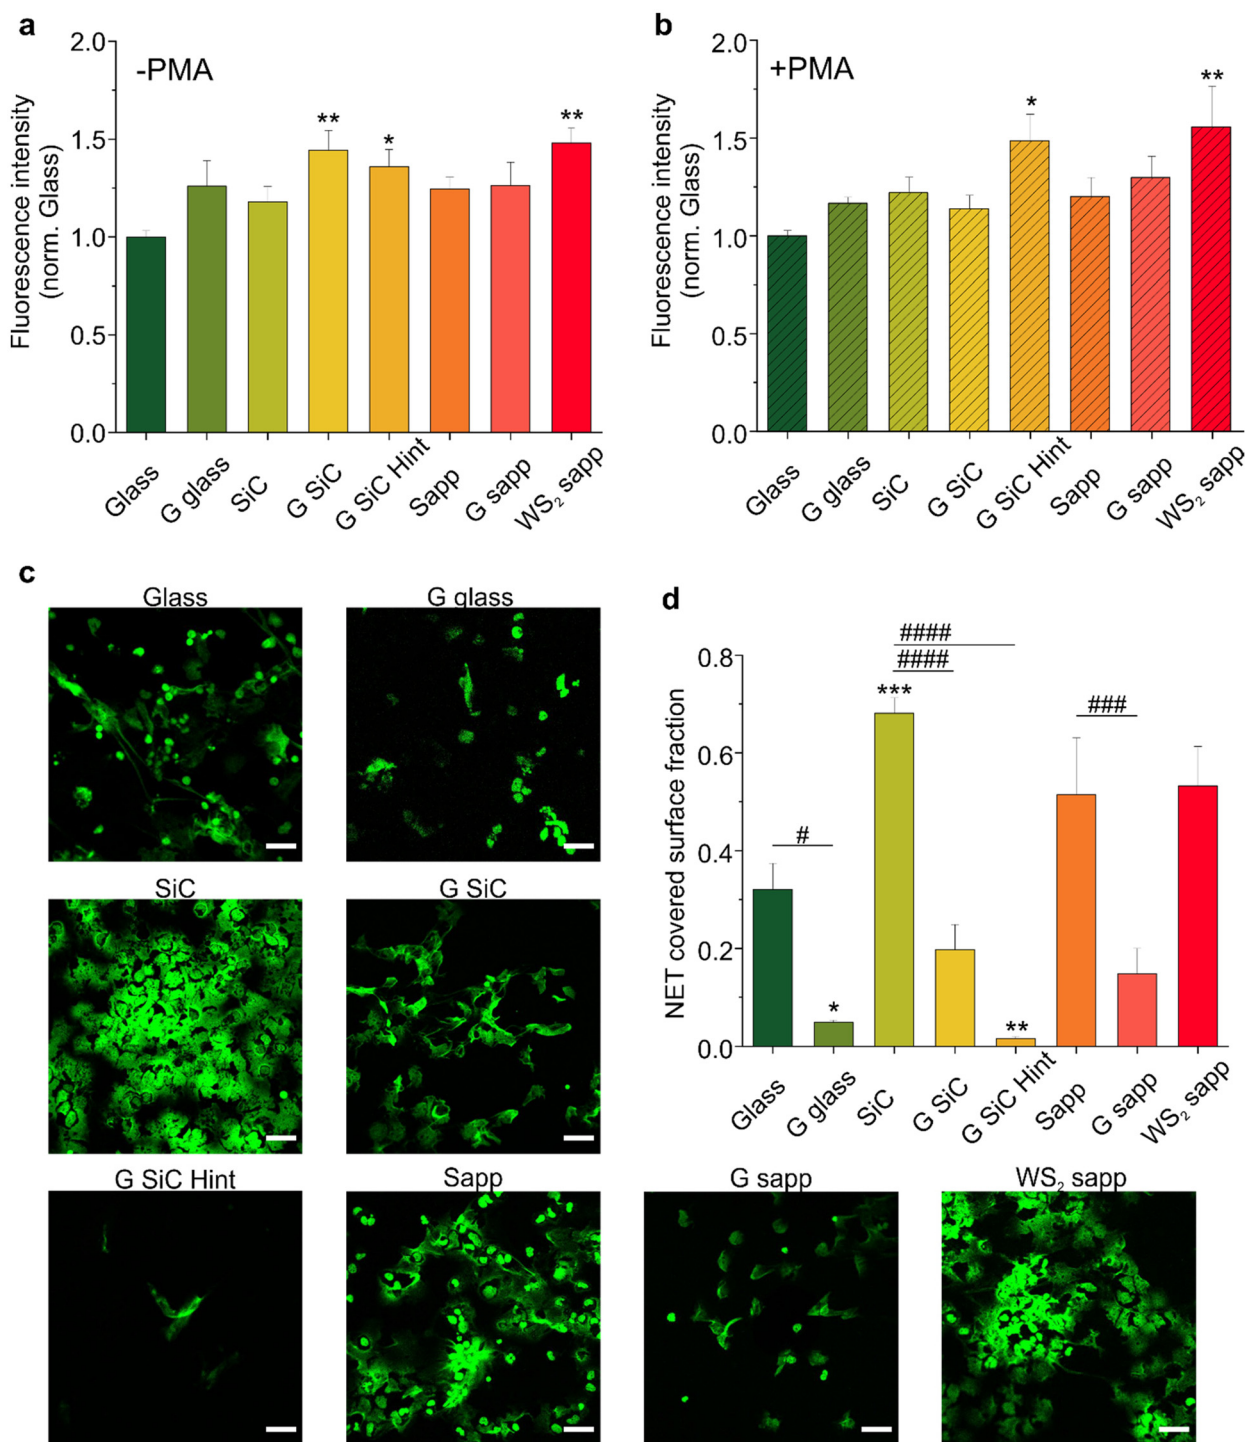 a
-PMA
Fluorescence intensity
(norm. Glass)
2.0
1.5
1.0
0.5
0.0
**
*
**
Glass
G glass
SiC
G SiC
G SiC Hint
Sapp
G sapp
WS₂ sapp
b
+PMA
Fluorescence intensity
(norm. Glass)
2.0
1.5
1.0
0.5
0.0
*
**
Glass
G glass
SiC
G SiC
G SiC Hint
Sapp
G sapp
WS₂ sapp
c
Glass
G glass
SiC
G SiC
G SiC Hint
Sapp
G sapp
WS₂ sapp
d
NET covered surface fraction
0.8
0.6
0.4
0.2
0.0
####
####
***
###
#
*
**
Glass
G glass
SiC
G SiC
G SiC Hint
Sapp
G sapp
WS₂ sapp